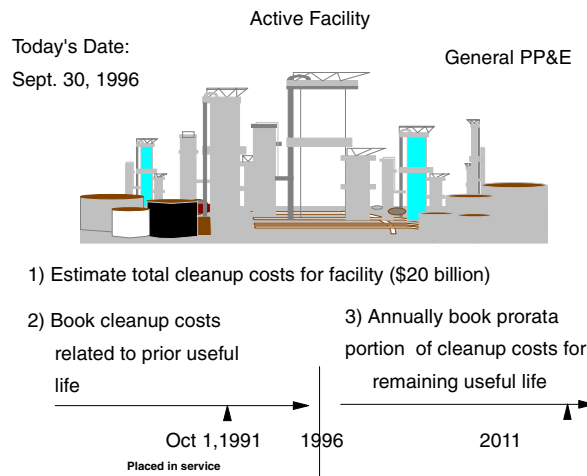 Active Facility
Today's Date:
Sept. 30, 1996
General PP&E
1) Estimate total cleanup costs for facility ($20 billion)
2) Book cleanup costs
related to prior useful
life
3) Annually book prorata
portion of cleanup costs for
remaining useful life
Oct 1,1991
1996
2011
Placed in service